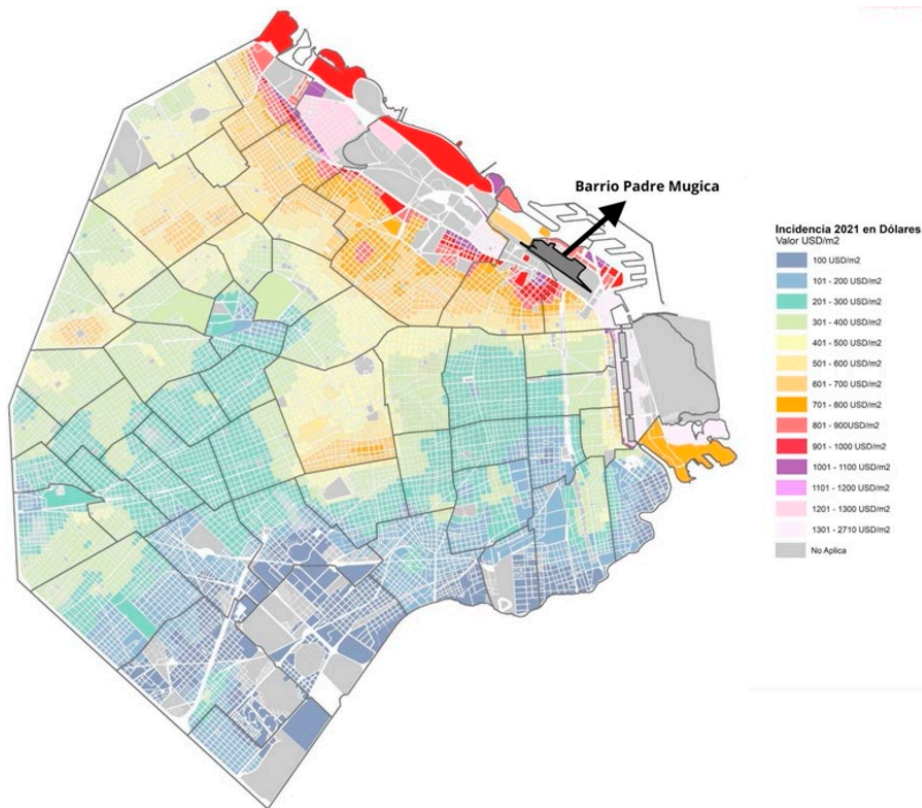 Barrio Padre Mugica
Incidencia 2021 en Dólares
Valor USD/m2
100 USD/m2
101 - 200 USD/m2
201 - 300 USD/m2
301 - 400 USD/m2
401 - 500 USD/m2
501 - 600 USD/m2
601 - 700 USD/m2
701 - 800 USD/m2
801 - 900USD/m2
901 - 1000 USD/m2
1001 - 1100 USD/m2
1101 - 1200 USD/m2
1201 - 1300 USD/m2
1301 - 2710 USD/m2
No Aplica